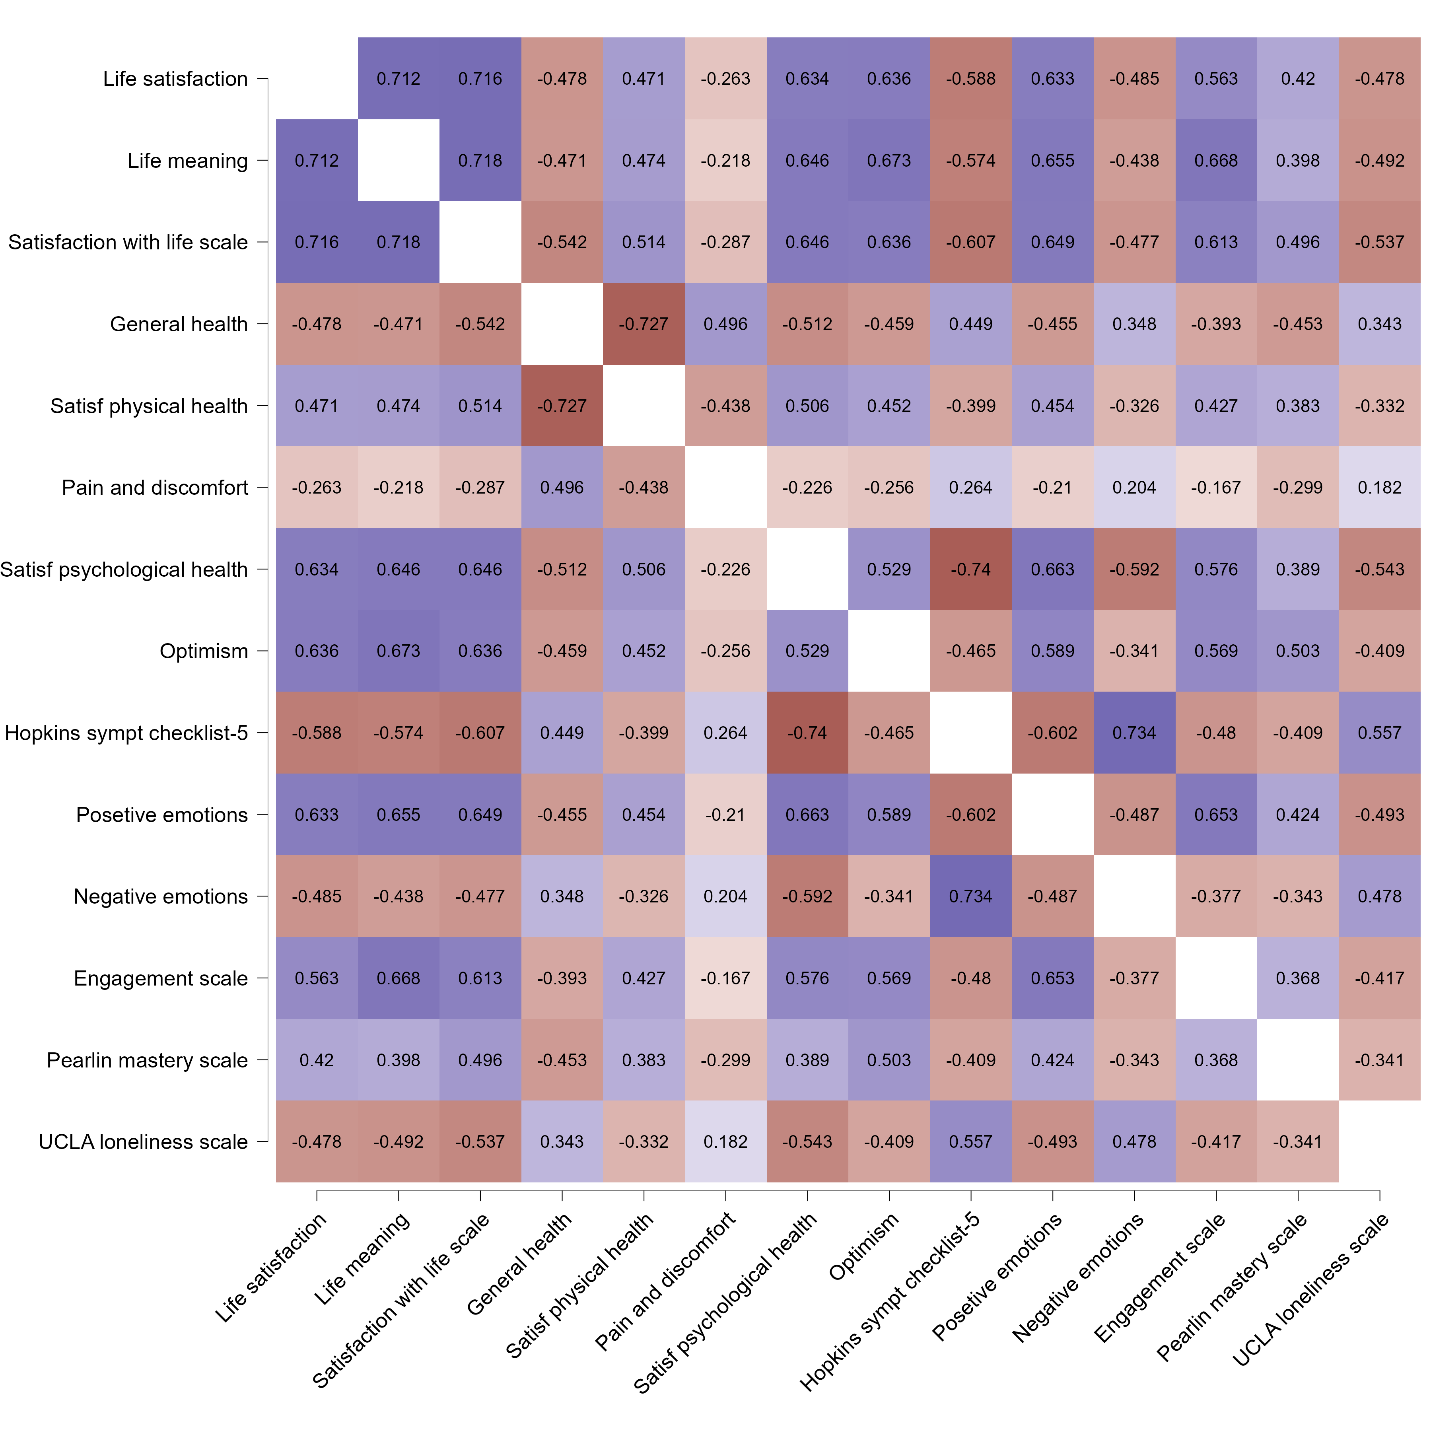 Life satisfaction 0.712 0.716 -0.478 0.471 -0.263 0.634 0.636 -0.588 0.633 -0.485 0.563 0.42 -0.478
Life meaning 0.712 0.718 -0.471 0.474 -0.218 0.646 0.673 -0.574 0.655 -0.438 0.668 0.398 -0.492
Satisfaction with life scale 0.716 0.718 -0.542 0.514 -0.287 0.646 0.636 -0.607 0.649 -0.477 0.613 0.496 -0.537
General health -0.478 -0.471 -0.542 -0.727 0.496 -0.512 -0.459 0.449 -0.455 0.348 -0.393 -0.453 0.343
Satisf physical health 0.471 0.474 0.514 -0.727 -0.438 0.506 0.452 -0.399 0.454 -0.326 0.427 0.383 -0.332
Pain and discomfort -0.263 -0.218 -0.287 0.496 -0.438 -0.226 -0.256 0.264 -0.21 0.204 -0.167 -0.299 0.182
Satisf psychological health 0.634 0.646 0.646 -0.512 0.506 -0.226 0.529 -0.74 0.663 -0.592 0.576 0.389 -0.543
Optimism 0.636 0.673 0.636 -0.459 0.452 -0.256 0.529 -0.465 0.589 -0.341 0.569 0.503 -0.409
Hopkins sympt checklist-5 -0.588 -0.574 -0.607 0.449 -0.399 0.264 -0.74 -0.465 -0.602 0.734 -0.48 -0.409 0.557
Posetive emotions 0.633 0.655 0.649 -0.455 0.454 -0.21 0.663 0.589 -0.602 -0.487 0.653 0.424 -0.493
Negative emotions -0.485 -0.438 -0.477 0.348 -0.326 0.204 -0.592 -0.341 0.734 -0.487 -0.377 -0.343 0.478
Engagement scale 0.563 0.668 0.613 -0.393 0.427 -0.167 0.576 0.569 -0.48 0.653 -0.377 0.368 -0.417
Pearlin mastery scale 0.42 0.398 0.496 -0.453 0.383 -0.299 0.389 0.503 -0.409 0.424 -0.343 0.368 -0.341
UCLA loneliness scale -0.478 -0.492 -0.537 0.343 -0.332 0.182 -0.543 -0.409 0.557 -0.493 0.478 -0.417 -0.341
Life satisfaction
Life meaning
Satisfaction with life scale
General health
Satisf physical health
Pain and discomfort
Satisf psychological health
Optimism
Hopkins sympt checklist-5
Posetive emotions
Negative emotions
Engagement scale
Pearlin mastery scale
UCLA loneliness scale